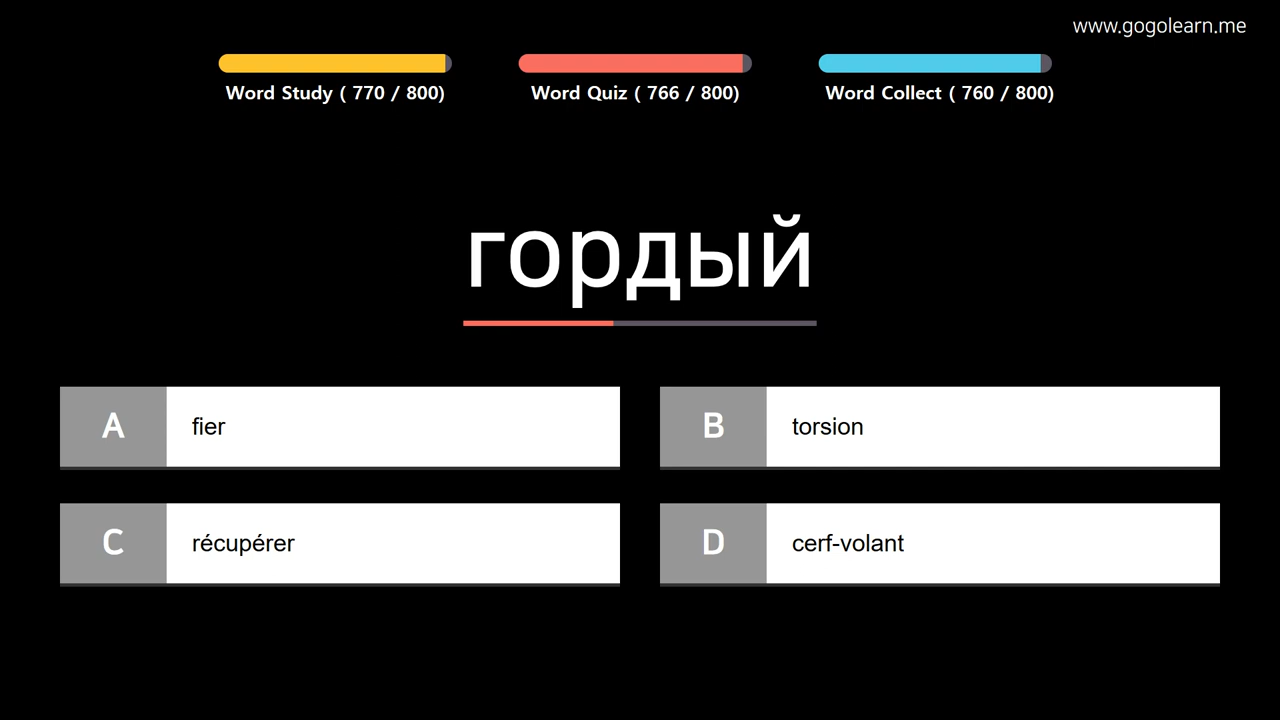 www.gogolearn.me
Word Study ( 770 / 800)
Word Quiz ( 766 / 800)
Word Collect ( 760 / 800)
гордый
A fier
B torsion
C récupérer
D cerf-volant